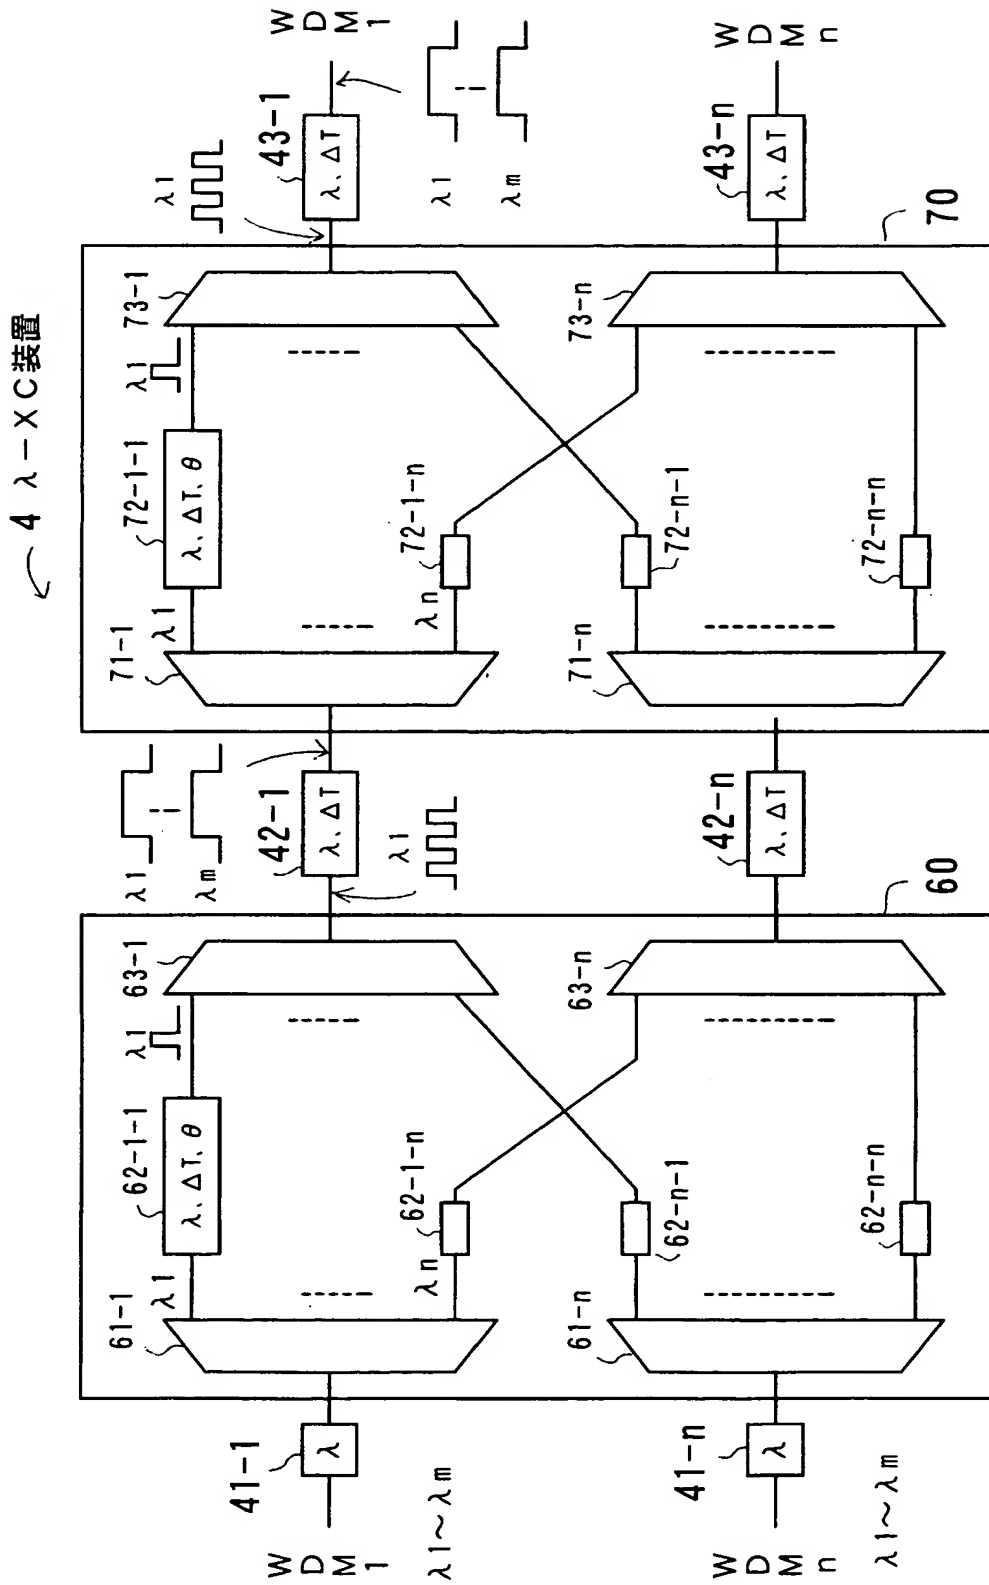 4 λ－ＸＣ装置
WDM1
λ1~λm
41-1
λ
61-1
λ1
62-1-1
λ、ΔT、θ
λ1
63-1
λn
62-1-n
λ1
λm
42-1
λ、ΔT
λ1
71-1
λ1
72-1-1
λ、ΔT、θ
λ1
73-1
λn
72-1-n
λ1
43-1
λ、ΔT
WDM1
λ1
λm
WDMn
λ1~λm
41-n
λ
61-n
62-n-1
62-n-n
63-n
60
42-n
λ、ΔT
71-n
72-n-1
72-n-n
73-n
70
43-n
λ、ΔT
WDMn